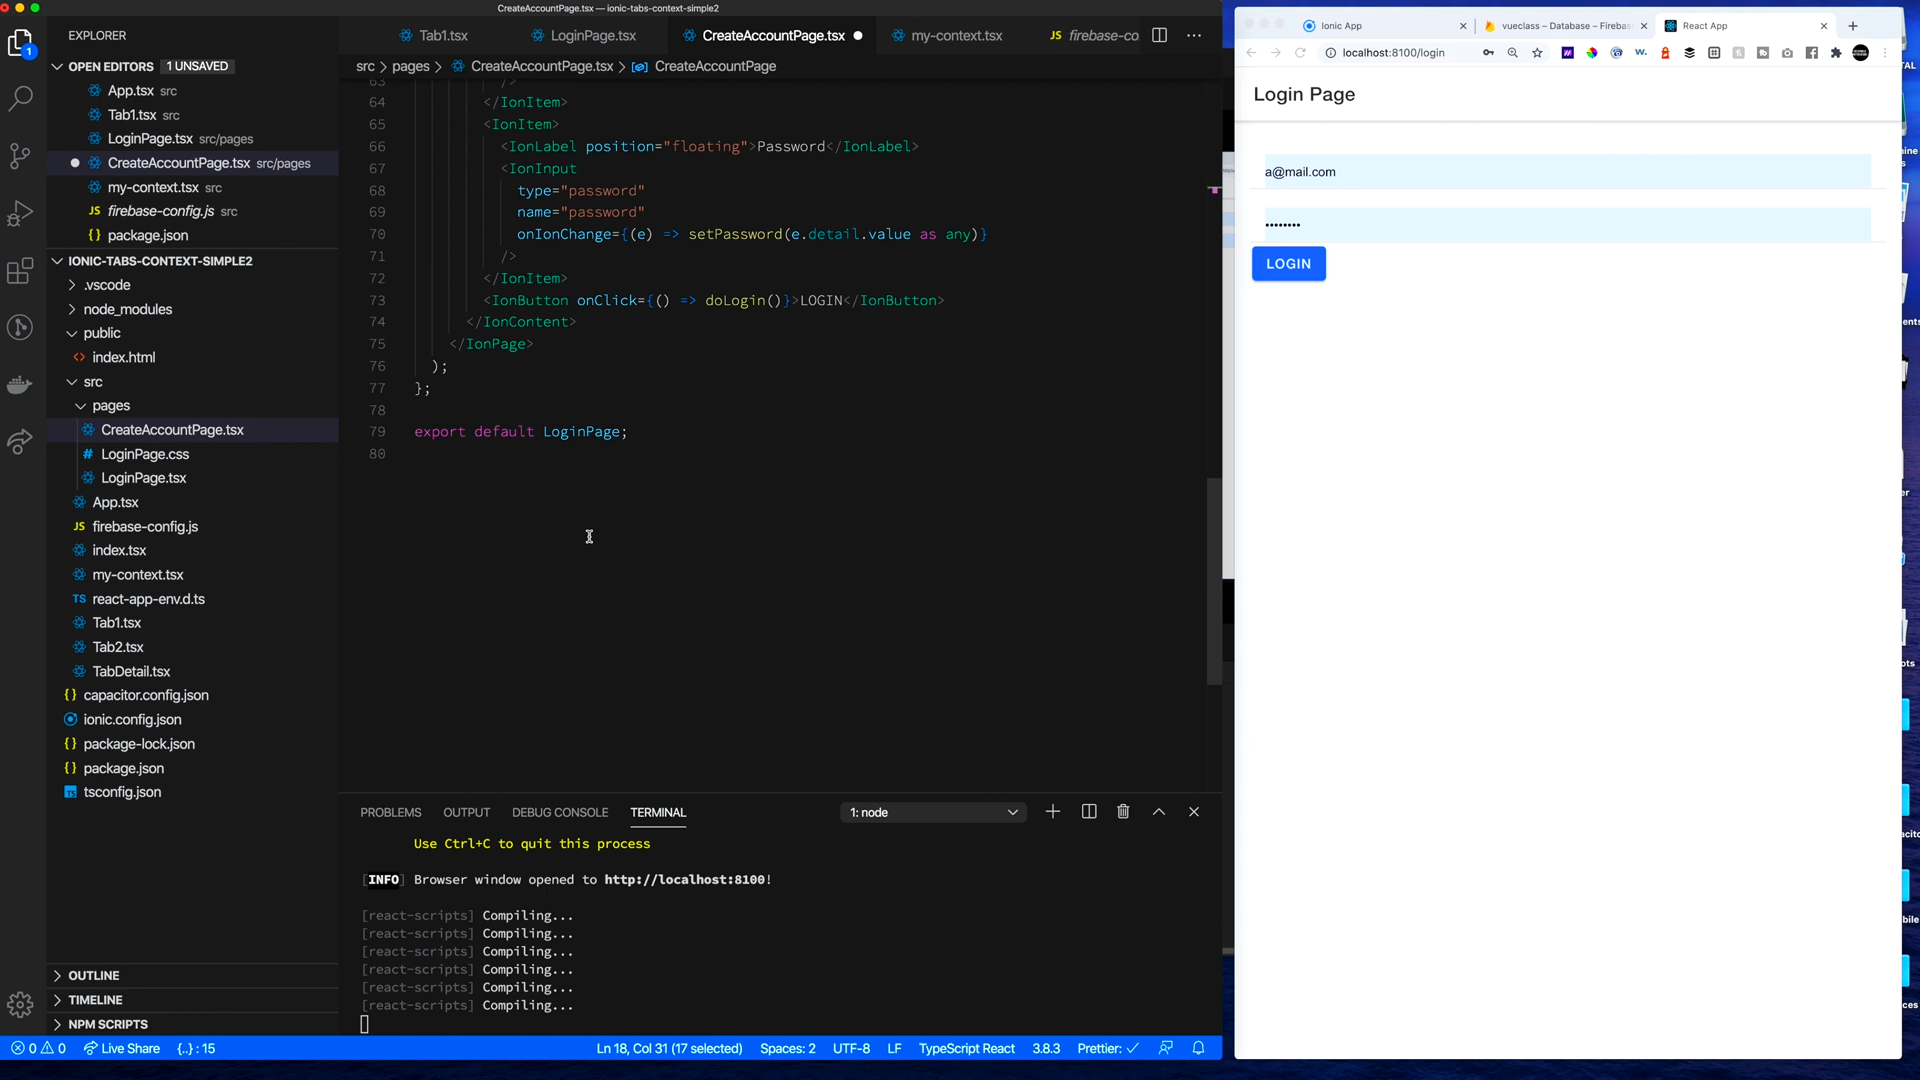 CreateAccountPage.tsx — ionic-tabs-context-simple2
EXPLORER
OPEN EDITORS 1 UNSAVED
App.tsx src
Tab1.tsx src
LoginPage.tsx src/pages
CreateAccountPage.tsx src/pages
my-context.tsx src
JS firebase-config.js src
{} package.json
IONIC-TABS-CONTEXT-SIMPLE2
.vscode
node_modules
public
<> index.html
src
pages
CreateAccountPage.tsx
# LoginPage.css
LoginPage.tsx
App.tsx
JS firebase-config.js
index.tsx
my-context.tsx
TS react-app-env.d.ts
Tab1.tsx
Tab2.tsx
TabDetail.tsx
{} capacitor.config.json
ionic.config.json
{} package-lock.json
{} package.json
tsconfig.json
OUTLINE
TIMELINE
NPM SCRIPTS
Tab1.tsx LoginPage.tsx CreateAccountPage.tsx my-context.tsx JS firebase-co
src > pages > CreateAccountPage.tsx > CreateAccountPage
63 />
64 </IonItem>
65 <IonItem>
66 <IonLabel position="floating">Password</IonLabel>
67 <IonInput
68 type="password"
69 name="password"
70 onIonChange={(e) => setPassword(e.detail.value as any)}
71 />
72 </IonItem>
73 <IonButton onClick={() => doLogin()}>LOGIN</IonButton>
74 </IonContent>
75 </IonPage>
76 );
77 };
78
79 export default LoginPage;
80
PROBLEMS OUTPUT DEBUG CONSOLE TERMINAL 1: node
Use Ctrl+C to quit this process
[INFO] Browser window opened to http://localhost:8100!
[react-scripts] Compiling...
[react-scripts] Compiling...
[react-scripts] Compiling...
[react-scripts] Compiling...
[react-scripts] Compiling...
[react-scripts] Compiling...
0 0 Live Share {..} : 15 Ln 18, Col 31 (17 selected) Spaces: 2 UTF-8 LF TypeScript React 3.8.3 Prettier: ✓
Ionic App vueclass – Database – Firebas React App
localhost:8100/login
Login Page
a@mail.com
••••••••
LOGIN